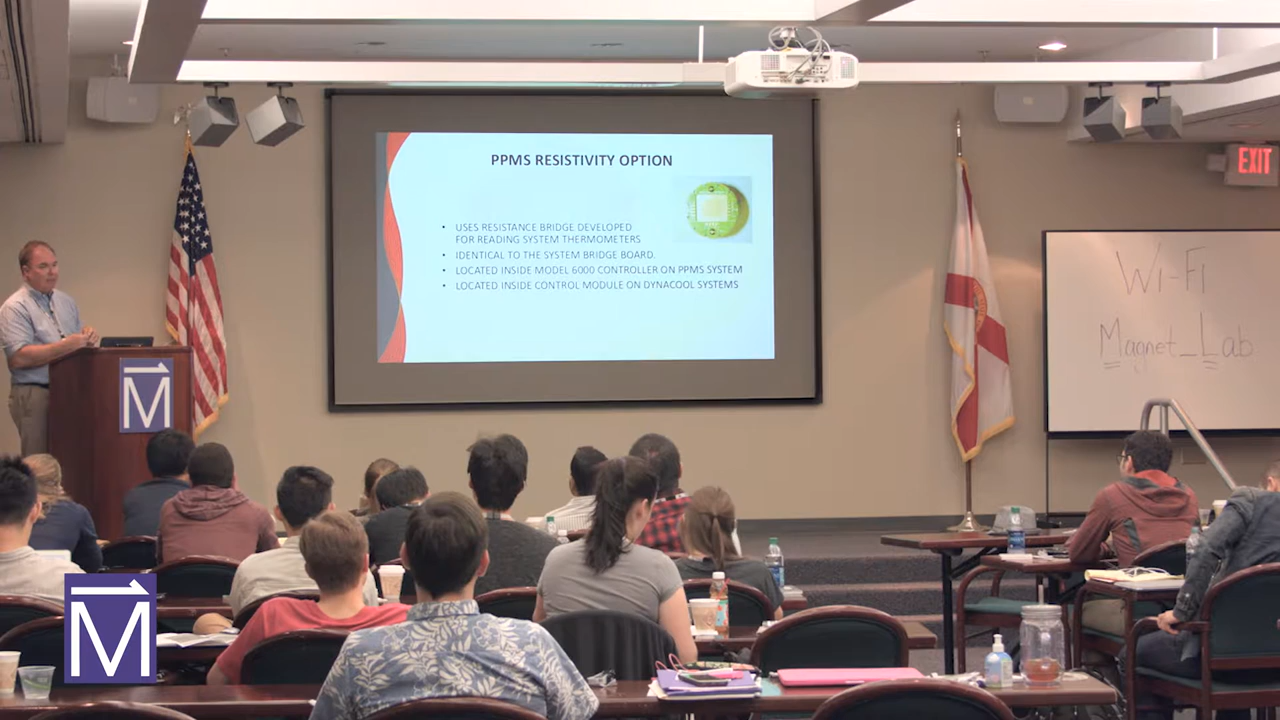 PPMS RESISTIVITY OPTION
• USES RESISTANCE BRIDGE DEVELOPED
FOR READING SYSTEM THERMOMETERS
• IDENTICAL TO THE SYSTEM BRIDGE BOARD.
• LOCATED INSIDE MODEL 6000 CONTROLLER ON PPMS SYSTEM
• LOCATED INSIDE CONTROL MODULE ON DYNACOOL SYSTEMS
EXIT
Wi-Fi
Magnet_Lab
M
M